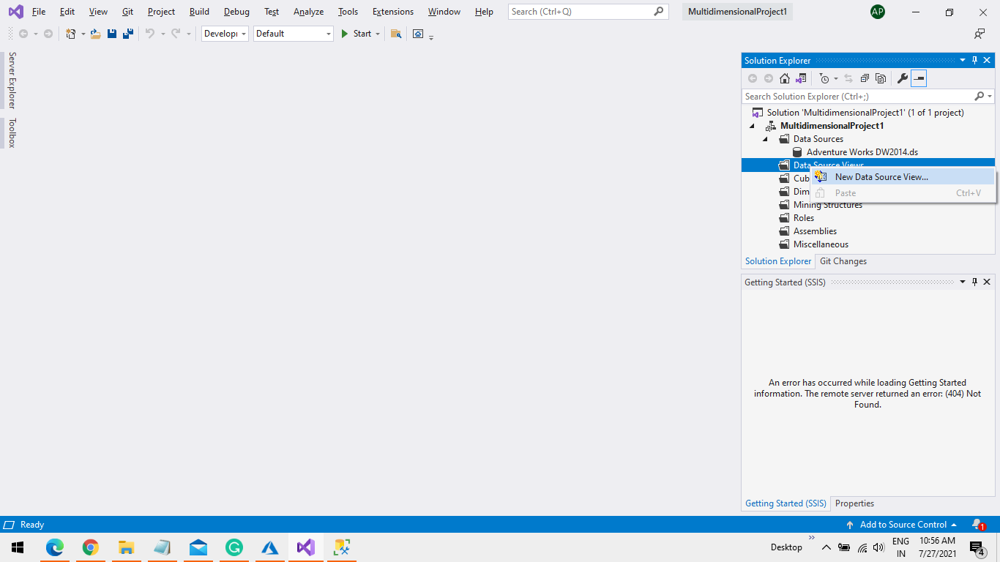 File Edit View Git Project Build Debug Test Analyze Tools Extensions Window Help Search (Ctrl+Q) MultidimensionalProject1 AP
Default Start
Server Explorer
Toolbox
Solution Explorer
Search Solution Explorer (Ctrl+;)
Solution 'MultidimensionalProject1' (1 of 1 project)
MultidimensionalProject1
Data Sources
Adventure Works DW2014.ds
Data Source Views
New Data Source View...
Paste Ctrl+V
Mining Structures
Roles
Assemblies
Miscellaneous
Solution Explorer Git Changes
Getting Started (SSIS)
An error has occurred while loading Getting Started
information. The remote server returned an error: (404) Not
Found.
Getting Started (SSIS) Properties
Ready Add to Source Control 1
Desktop ENG 10:56 AM
IN 7/27/2021 4